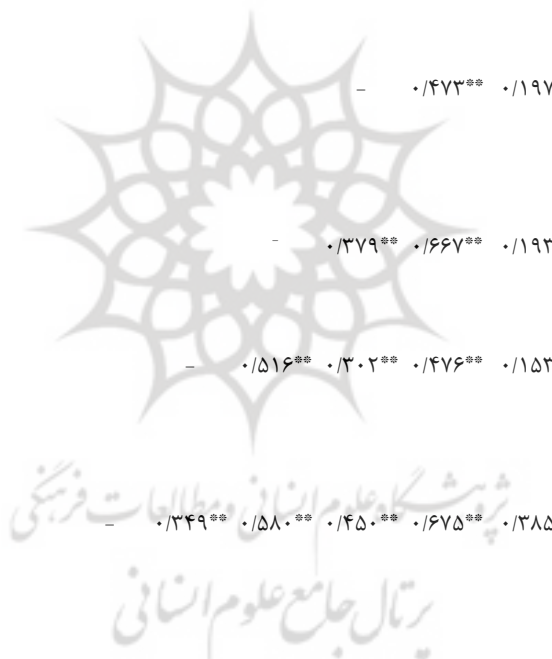 ۰/۱۹۷ ۰/۴۷۳** –
۰/۱۹۳ ۰/۶۶۷** ۰/۳۷۹** –
۰/۱۵۳ ۰/۴۷۶** ۰/۳۰۲** ۰/۵۱۶** –
پژوهشگاه علوم انسانی و مطالعات فرهنگی
۰/۳۸۵ ۰/۶۷۵** ۰/۴۵۰** ۰/۵۸۰** ۰/۳۴۹** –
پرتال جامع علوم انسانی